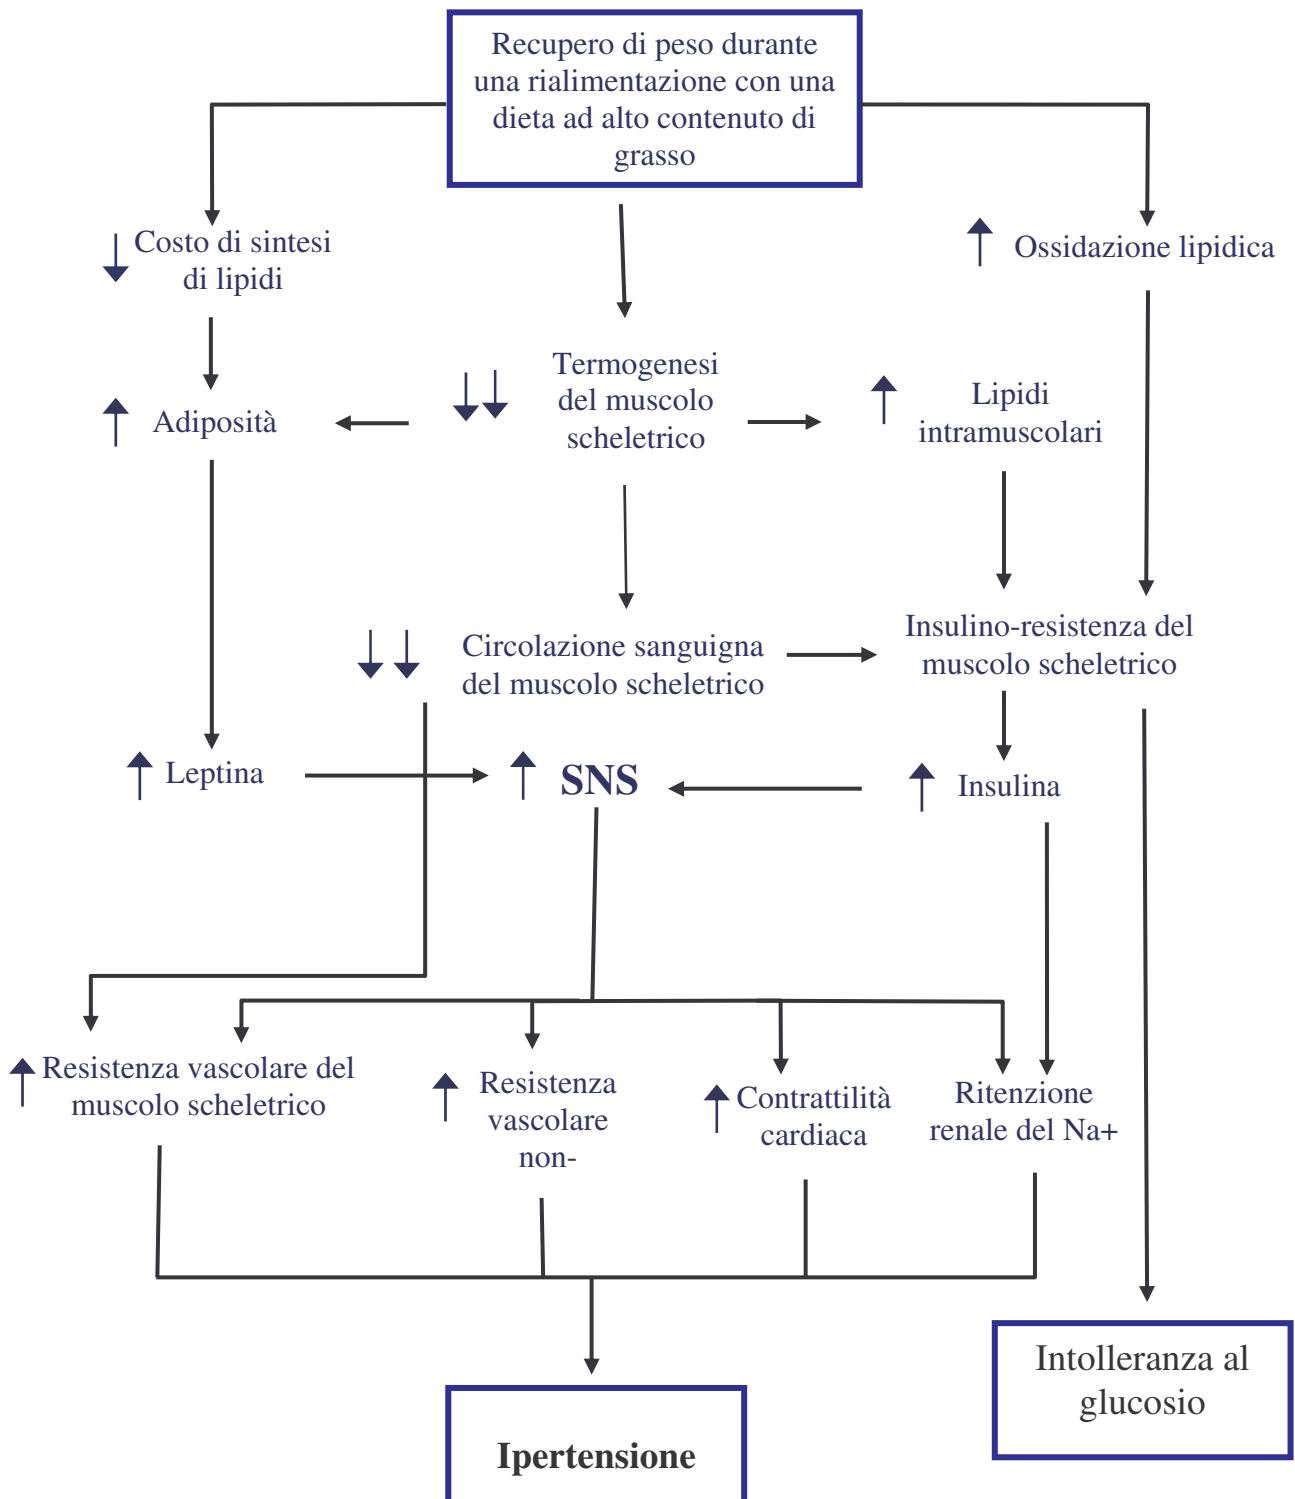 Recupero di peso durante
una rialimentazione con una
dieta ad alto contenuto di
grasso
Costo di sintesi
di lipidi
Ossidazione lipidica
Termogenesi
del muscolo
scheletrico
Adiposità
Lipidi
intramuscolari
Circolazione sanguigna
del muscolo scheletrico
Insulino-resistenza del
muscolo scheletrico
Leptina
SNS
Insulina
Resistenza vascolare del
muscolo scheletrico
Resistenza
vascolare
non-
Contrattilità
cardiaca
Ritenzione
renale del Na+
Intolleranza al
glucosio
Ipertensione